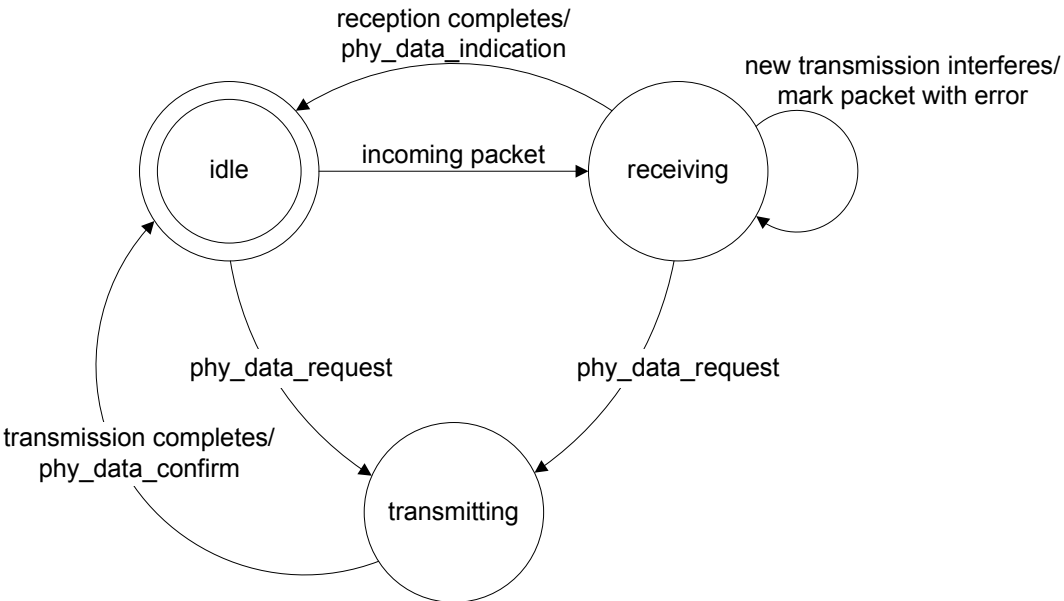 reception completes/
phy_data_indication
new transmission interferes/
mark packet with error
idle
incoming packet
receiving
phy_data_request
phy_data_request
transmission completes/
phy_data_confirm
transmitting